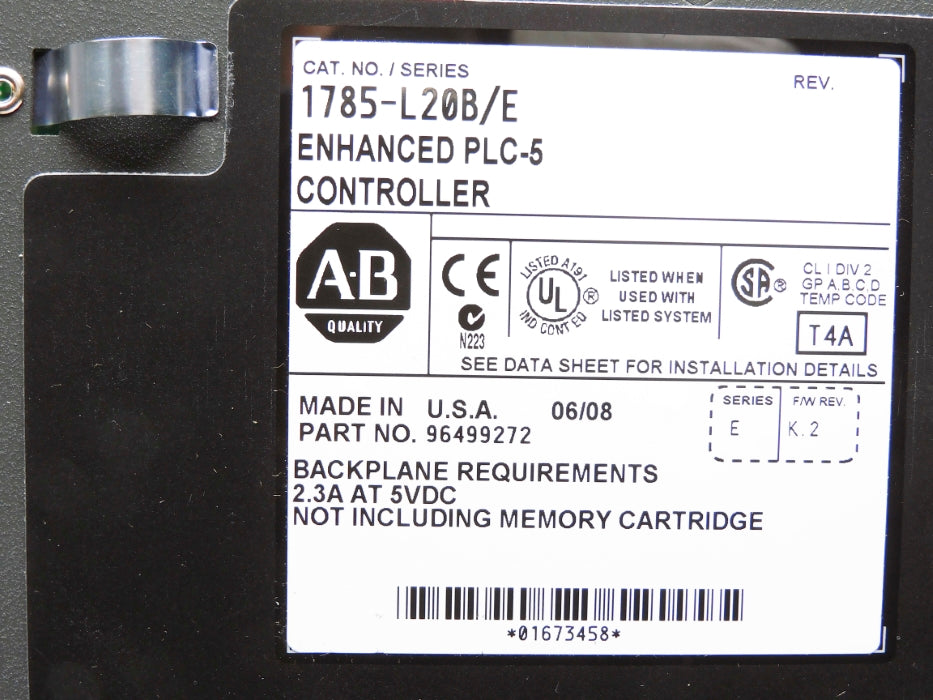 CAT. NO. / SERIES
REV.
1785-L20B/E
ENHANCED PLC-5
CONTROLLER
A·B
QUALITY
CE
N223
LISTED A191
UL
®
IND CONT EQ
LISTED WHEN
USED WITH
LISTED SYSTEM
SA ®
CL I DIV 2
GP A,B,C,D
TEMP CODE
T4A
SEE DATA SHEET FOR INSTALLATION DETAILS
MADE IN U.S.A. 06/08
PART NO. 96499272
SERIES
E
F/W REV.
K.2
BACKPLANE REQUIREMENTS
2.3A AT 5VDC
NOT INCLUDING MEMORY CARTRIDGE
*01673458*